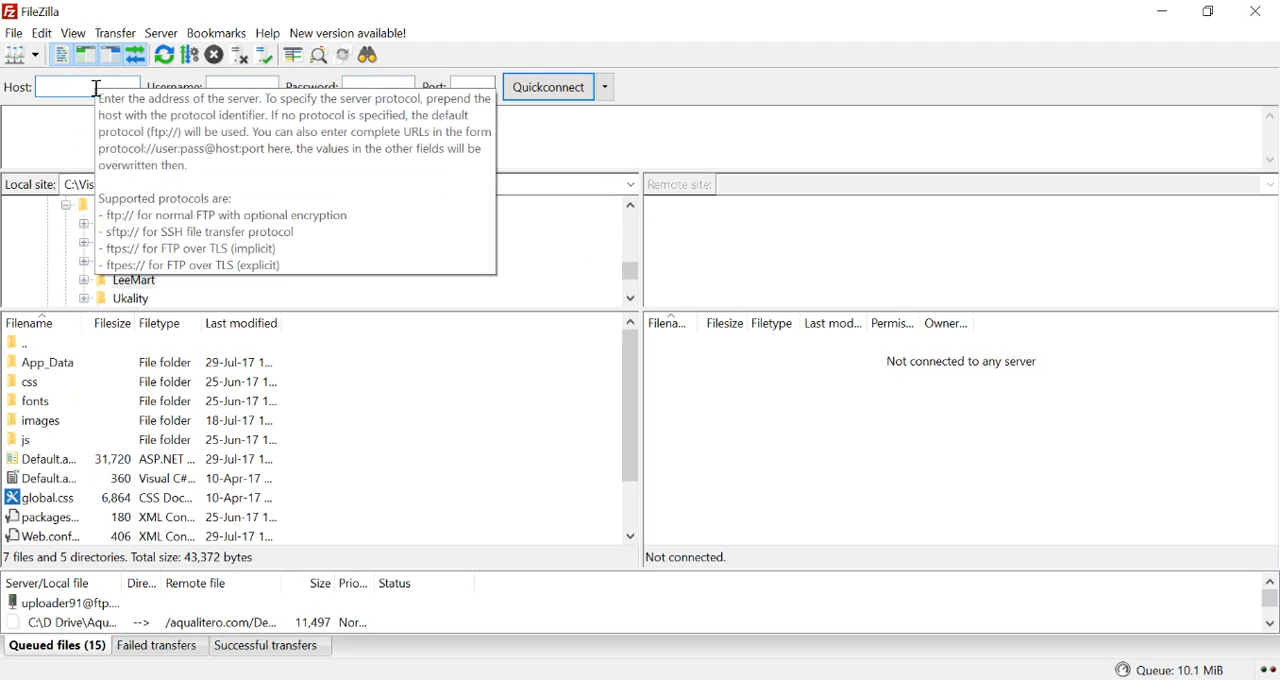 FileZilla
File Edit View Transfer Server Bookmarks Help New version available!
Host: Username: Password: Port: Quickconnect
Enter the address of the server. To specify the server protocol, prepend the
host with the protocol identifier. If no protocol is specified, the default
protocol (ftp://) will be used. You can also enter complete URLs in the form
protocol://user:pass@host:port here, the values in the other fields will be
overwritten then.
Supported protocols are:
- ftp:// for normal FTP with optional encryption
- sftp:// for SSH file transfer protocol
- ftps:// for FTP over TLS (implicit)
- ftpes:// for FTP over TLS (explicit)
Local site: C:\Vis
Remote site:
LeeMart
Ukality
Filename Filesize Filetype Last modified
..
App_Data File folder 29-Jul-17 1...
css File folder 25-Jun-17 1...
fonts File folder 25-Jun-17 1...
images File folder 18-Jul-17 1...
js File folder 25-Jun-17 1...
Default.a... 31,720 ASP.NET ... 29-Jul-17 1...
Default.a... 360 Visual C#... 10-Apr-17 ...
global.css 6,864 CSS Doc... 10-Apr-17 ...
packages... 180 XML Con... 25-Jun-17 1...
Web.conf... 406 XML Con... 29-Jul-17 1...
7 files and 5 directories. Total size: 43,372 bytes
Filena... Filesize Filetype Last mod... Permis... Owner...
Not connected to any server
Not connected.
Server/Local file Dire... Remote file Size Prio... Status
uploader91@ftp....
C:\D Drive\Aqu... --> /aqualitero.com/De... 11,497 Nor...
Queued files (15) Failed transfers Successful transfers
Queue: 10.1 MiB